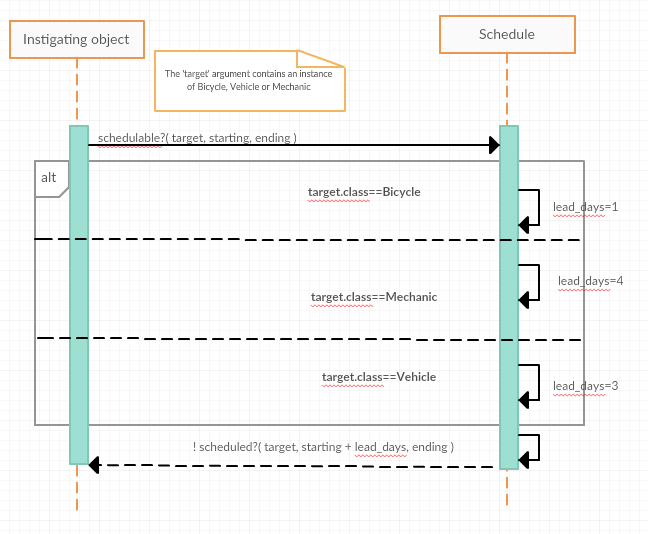 Instigating object
Schedule
The 'target' argument contains an instance
of Bicycle, Vehicle or Mechanic
schedulable?( target, starting, ending )
alt
target.class==Bicycle
lead_days=1
lead_days=4
target.class==Mechanic
target.class==Vehicle
lead_days=3
! scheduled?( target, starting + lead_days, ending )